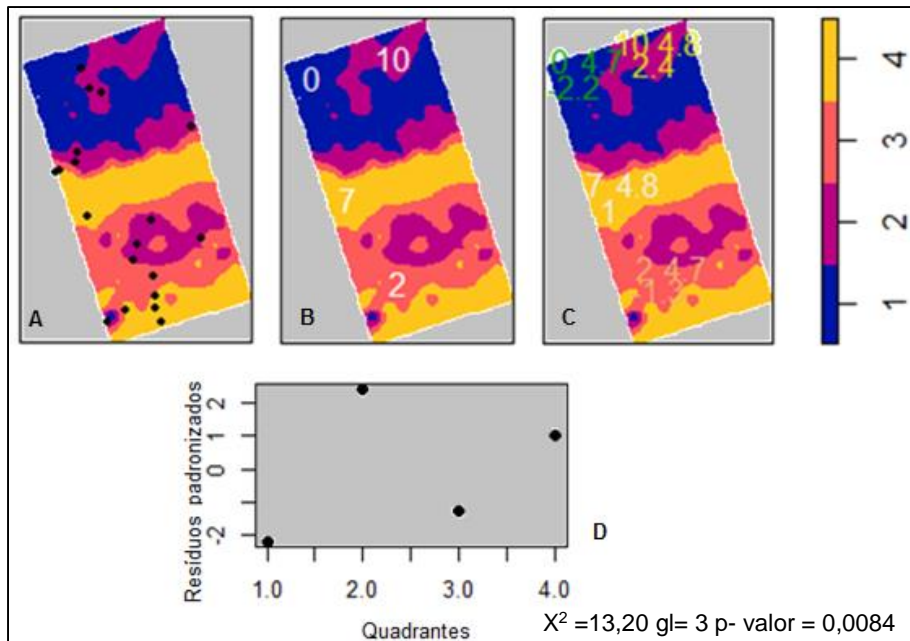 A
B
C
0
10
7
2
0 4.7
-2.2
10 4.8
2.4
7 4.8
1
2 4.7
-1.3
4
3
2
1
Resíduos padronizados
2
1
0
-2
1.0 2.0 3.0 4.0
Quadrantes
D
X² =13,20 gl= 3 p- valor = 0,0084